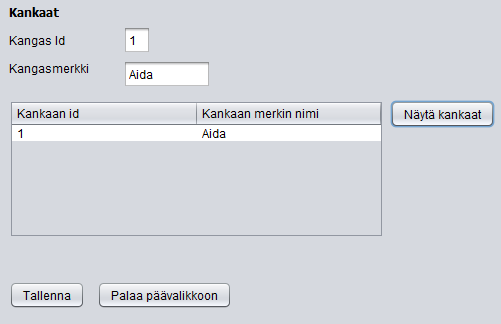 Kankaat
Kangas Id 1
Kangasmerkki Aida
Kankaan id Kankaan merkin nimi Näytä kankaat
1 Aida
Tallenna Palaa päävalikkoon